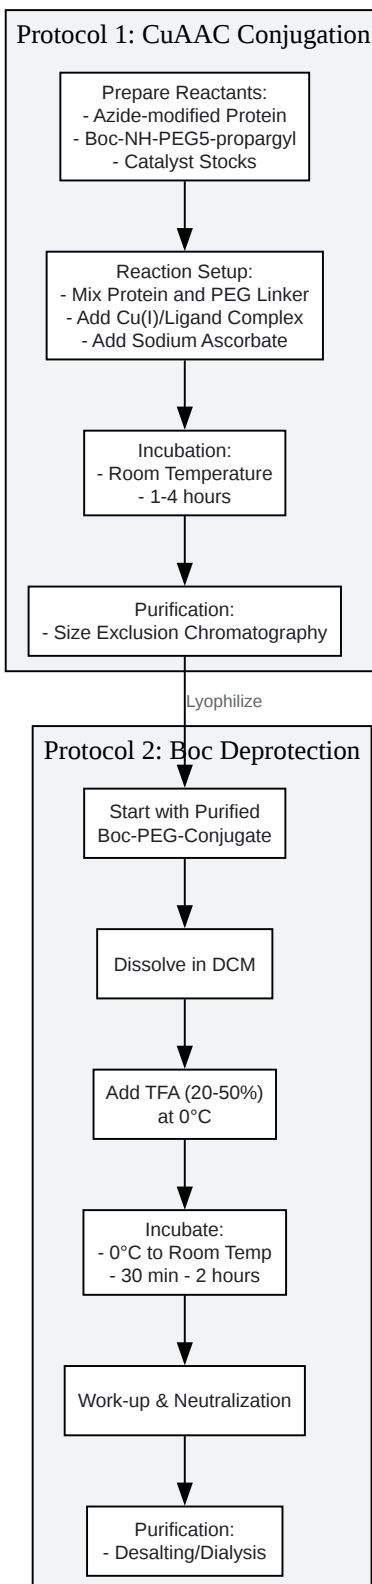 Protocol 1: CuAAC Conjugation
Prepare Reactants:
- Azide-modified Protein
- Boc-NH-PEG5-propargyl
- Catalyst Stocks
Reaction Setup:
- Mix Protein and PEG Linker
- Add Cu(I)/Ligand Complex
- Add Sodium Ascorbate
Incubation:
- Room Temperature
- 1-4 hours
Purification:
- Size Exclusion Chromatography
Lyophilize
Protocol 2: Boc Deprotection
Start with Purified
Boc-PEG-Conjugate
Dissolve in DCM
Add TFA (20-50%)
at 0°C
Incubate:
- 0°C to Room Temp
- 30 min - 2 hours
Work-up & Neutralization
Purification:
- Desalting/Dialysis